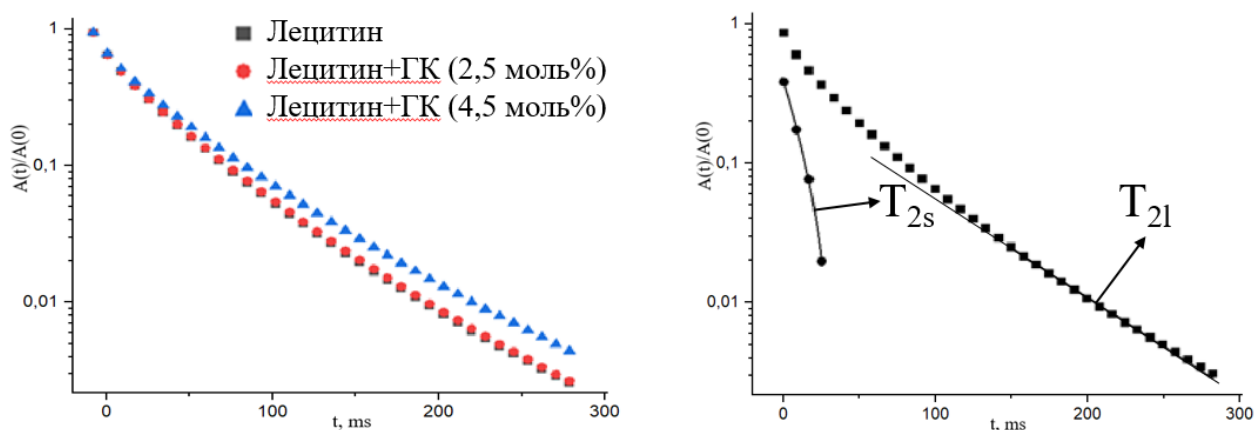 Лецитин
Лецитин+ГК (2,5 моль%)
Лецитин+ГК (4,5 моль%)
A(t)/A(0)
1
0,1
0,01
0
100
200
300
t, ms
A(t)/A(0)
1
0,1
0,01
T2s
T2l
0
100
200
300
t, ms